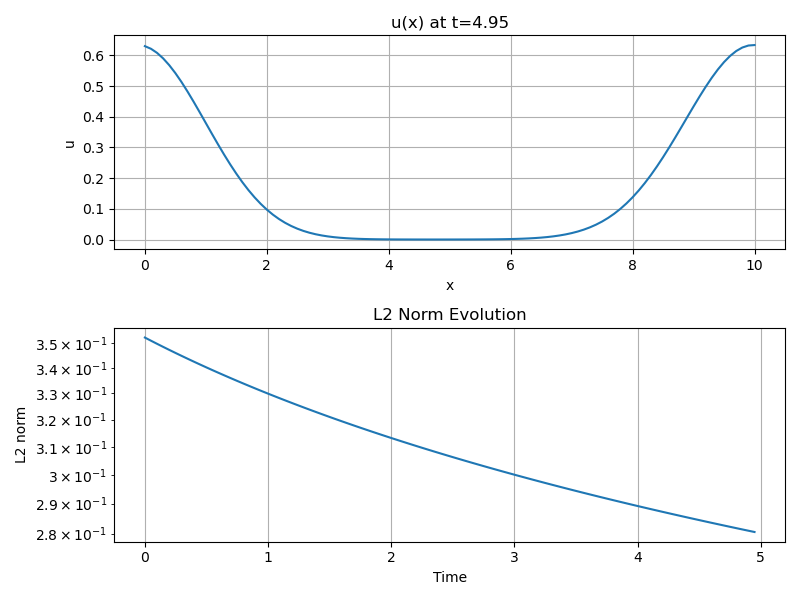 u(x) at t=4.95
u
0.6
0.5
0.4
0.3
0.2
0.1
0.0
0 2 4 6 8 10
x
L2 Norm Evolution
L2 norm
3.5 × 10⁻¹
3.4 × 10⁻¹
3.3 × 10⁻¹
3.2 × 10⁻¹
3.1 × 10⁻¹
3 × 10⁻¹
2.9 × 10⁻¹
2.8 × 10⁻¹
0 1 2 3 4 5
Time